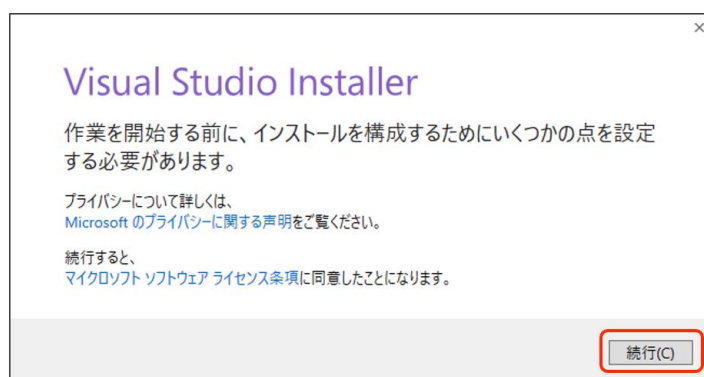 Visual Studio Installer
作業を開始する前に、インストールを構成するためにいくつかの点を設定
する必要があります。
プライバシーについて詳しくは、
Microsoft のプライバシーに関する声明をご覧ください。
続行すると、
マイクロソフト ソフトウェア ライセンス条項に同意したことになります。
続行(C)